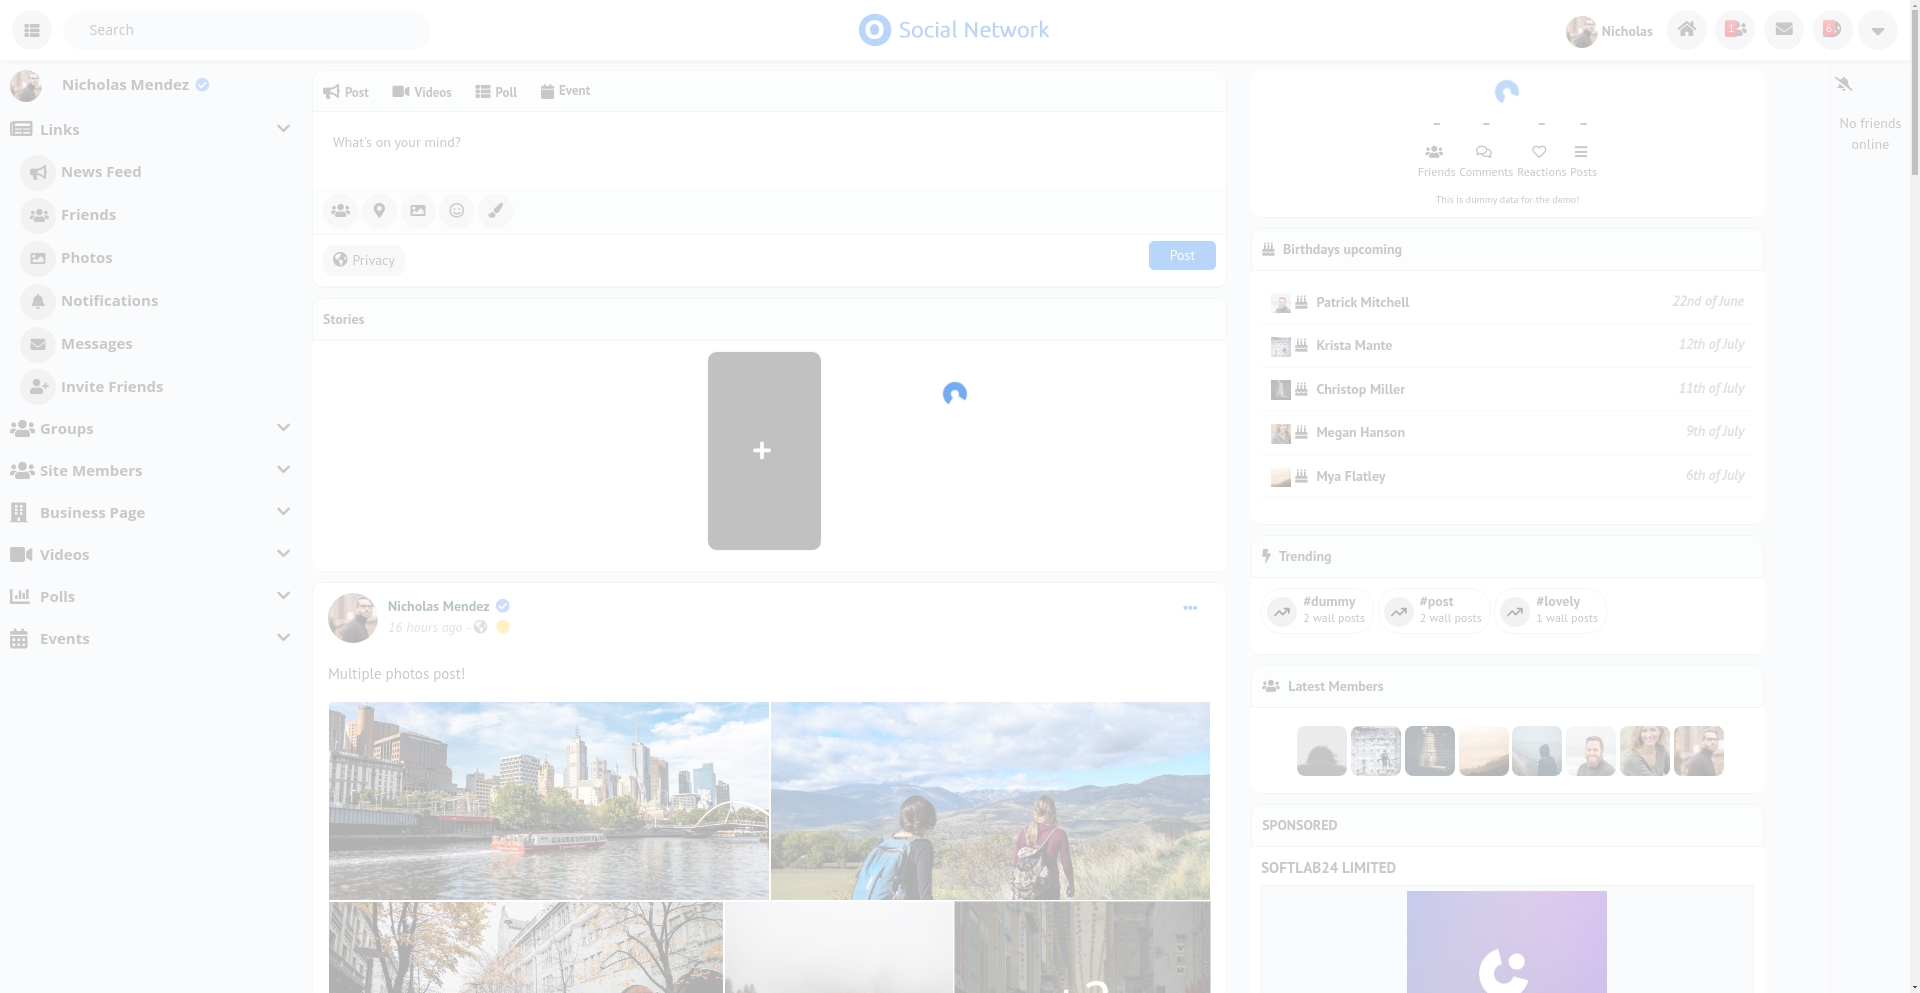 Search
Social Network
Nicholas
1
6
Nicholas Mendez
Links
News Feed
Friends
Photos
Notifications
Messages
Invite Friends
Groups
Site Members
Business Page
Videos
Polls
Events
Post
Videos
Poll
Event
What's on your mind?
Privacy
Post
Stories
Nicholas Mendez
16 hours ago -
Multiple photos post!
- - - -
Friends Comments Reactions Posts
This is dummy data for the demo!
Birthdays upcoming
Patrick Mitchell 22nd of June
Krista Mante 12th of July
Christop Miller 11th of July
Megan Hanson 9th of July
Mya Flatley 6th of July
Trending
#dummy
2 wall posts
#post
2 wall posts
#lovely
1 wall posts
Latest Members
SPONSORED
SOFTLAB24 LIMITED
No friends
online